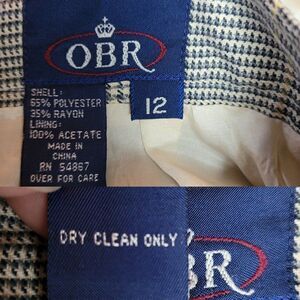 OBR
SHELL:
65% POLYESTER
35% RAYON
LINING:
100% ACETATE
MADE IN
CHINA
RN 54867
OVER FOR CARE
12
DRY CLEAN ONLY
BR